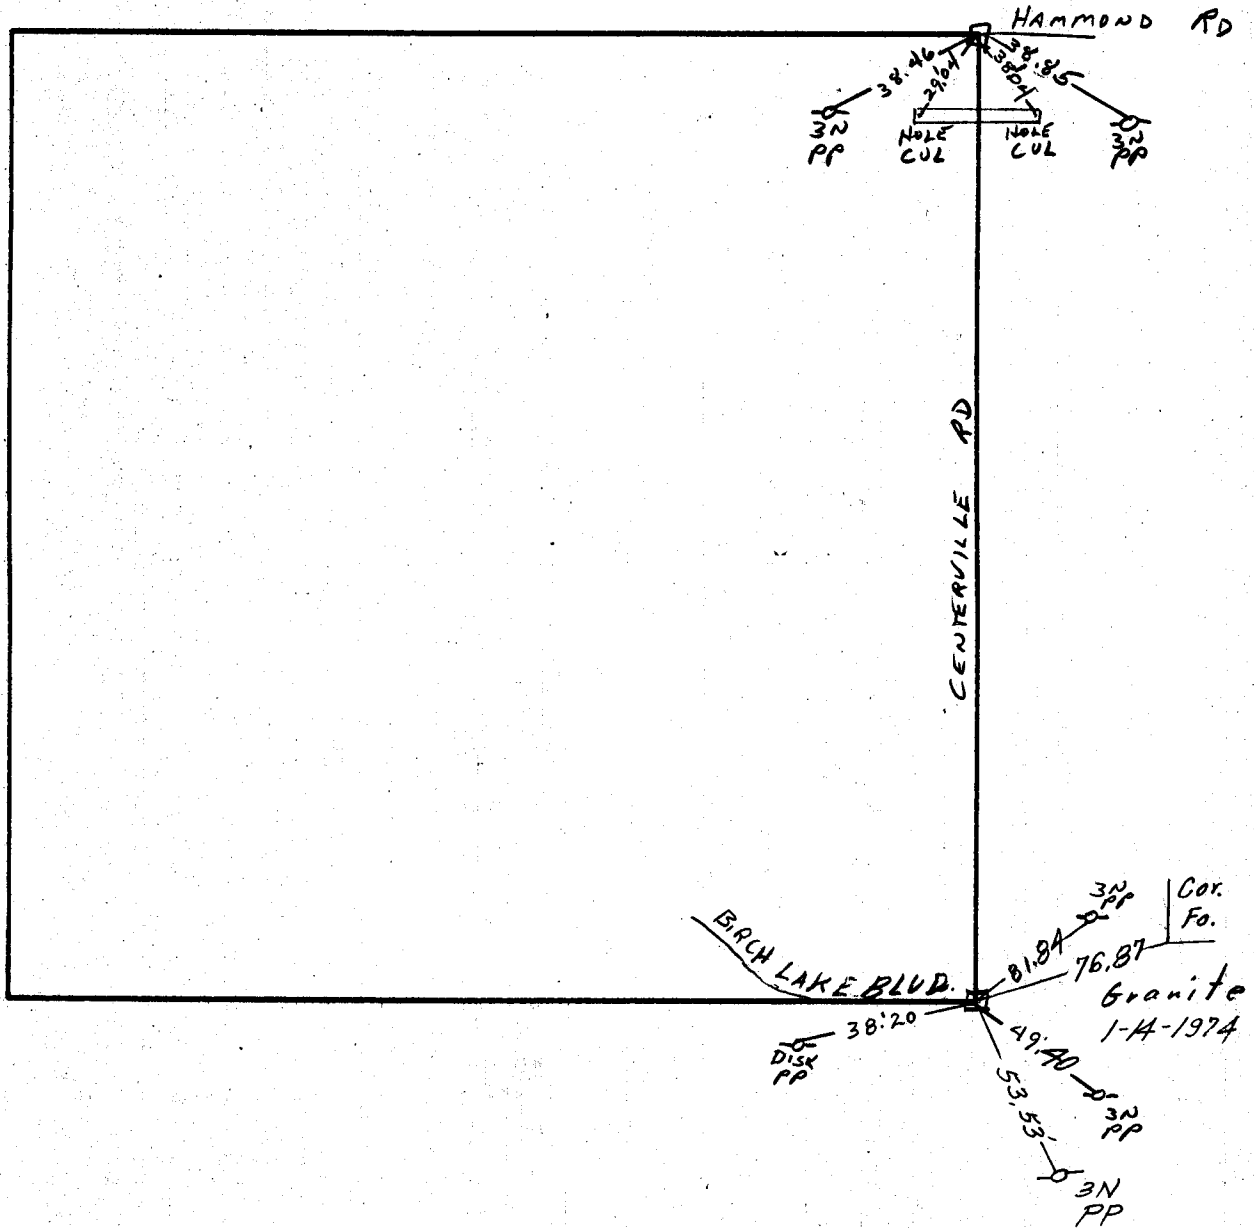 HAMMOND RD
38.46
29.04
38.04
38.85
3N
PP
HOLE
CUL
HOLE
CUL
3N
PP
CENTERVILLE RD
3N
PP
Cor.
Fo.
81.84
76.87
BIRCH LAKE BLVD.
Granite
1-14-1974
38.20
DISK
PP
49.40
3N
PP
53.53'
3N
PP